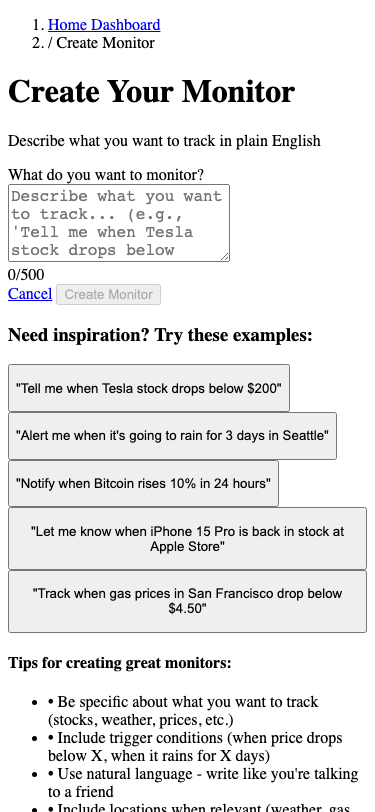 1. Home Dashboard
2. / Create Monitor
Create Your Monitor
Describe what you want to track in plain English
What do you want to monitor?
Describe what you want
to track... (e.g.,
'Tell me when Tesla
stock drops below
0/500
Cancel Create Monitor
Need inspiration? Try these examples:
"Tell me when Tesla stock drops below $200"
"Alert me when it's going to rain for 3 days in Seattle"
"Notify when Bitcoin rises 10% in 24 hours"
"Let me know when iPhone 15 Pro is back in stock at
Apple Store"
"Track when gas prices in San Francisco drop below
$4.50"
Tips for creating great monitors:
• • Be specific about what you want to track
(stocks, weather, prices, etc.)
• • Include trigger conditions (when price drops
below X, when it rains for X days)
• • Use natural language - write like you're talking
to a friend
• • Include locations when relevant (weather, gas